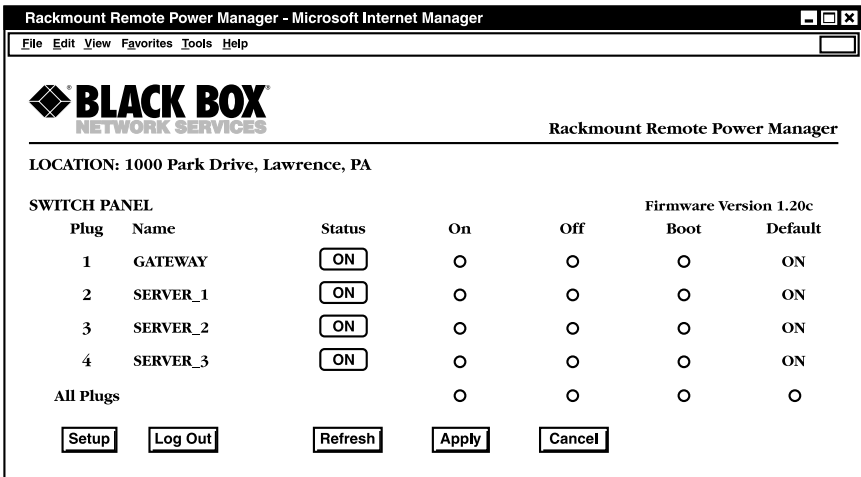 Rackmount Remote Power Manager - Microsoft Internet Manager
File Edit View Favorites Tools Help
BLACK BOX®
NETWORK SERVICES
Rackmount Remote Power Manager
LOCATION: 1000 Park Drive, Lawrence, PA
SWITCH PANEL Firmware Version 1.20c
Plug Name Status On Off Boot Default
1 GATEWAY ON ON
2 SERVER_1 ON ON
3 SERVER_2 ON ON
4 SERVER_3 ON ON
All Plugs
Setup Log Out Refresh Apply Cancel